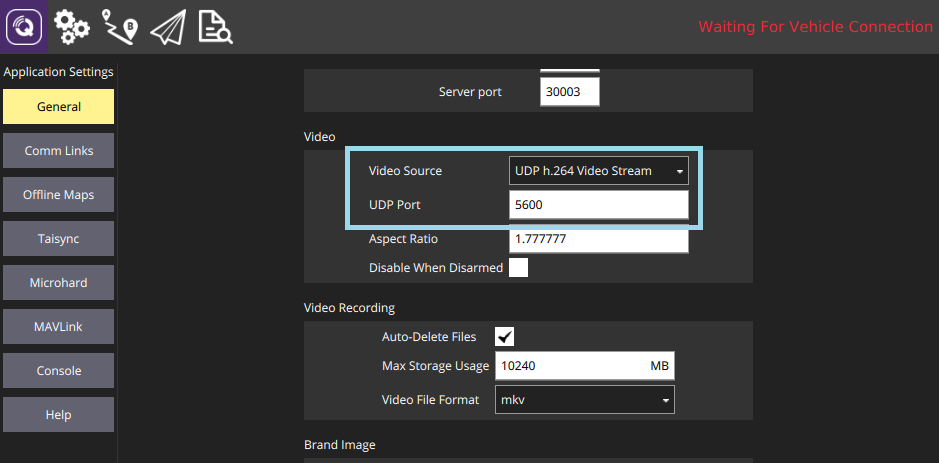 A
B
Waiting For Vehicle Connection
Application Settings
General
Comm Links
Offline Maps
Taisync
Microhard
MAVLink
Console
Help
Server port 30003
Video
Video Source UDP h.264 Video Stream
UDP Port 5600
Aspect Ratio 1.777777
Disable When Disarmed
Video Recording
Auto-Delete Files
Max Storage Usage 10240 MB
Video File Format mkv
Brand Image